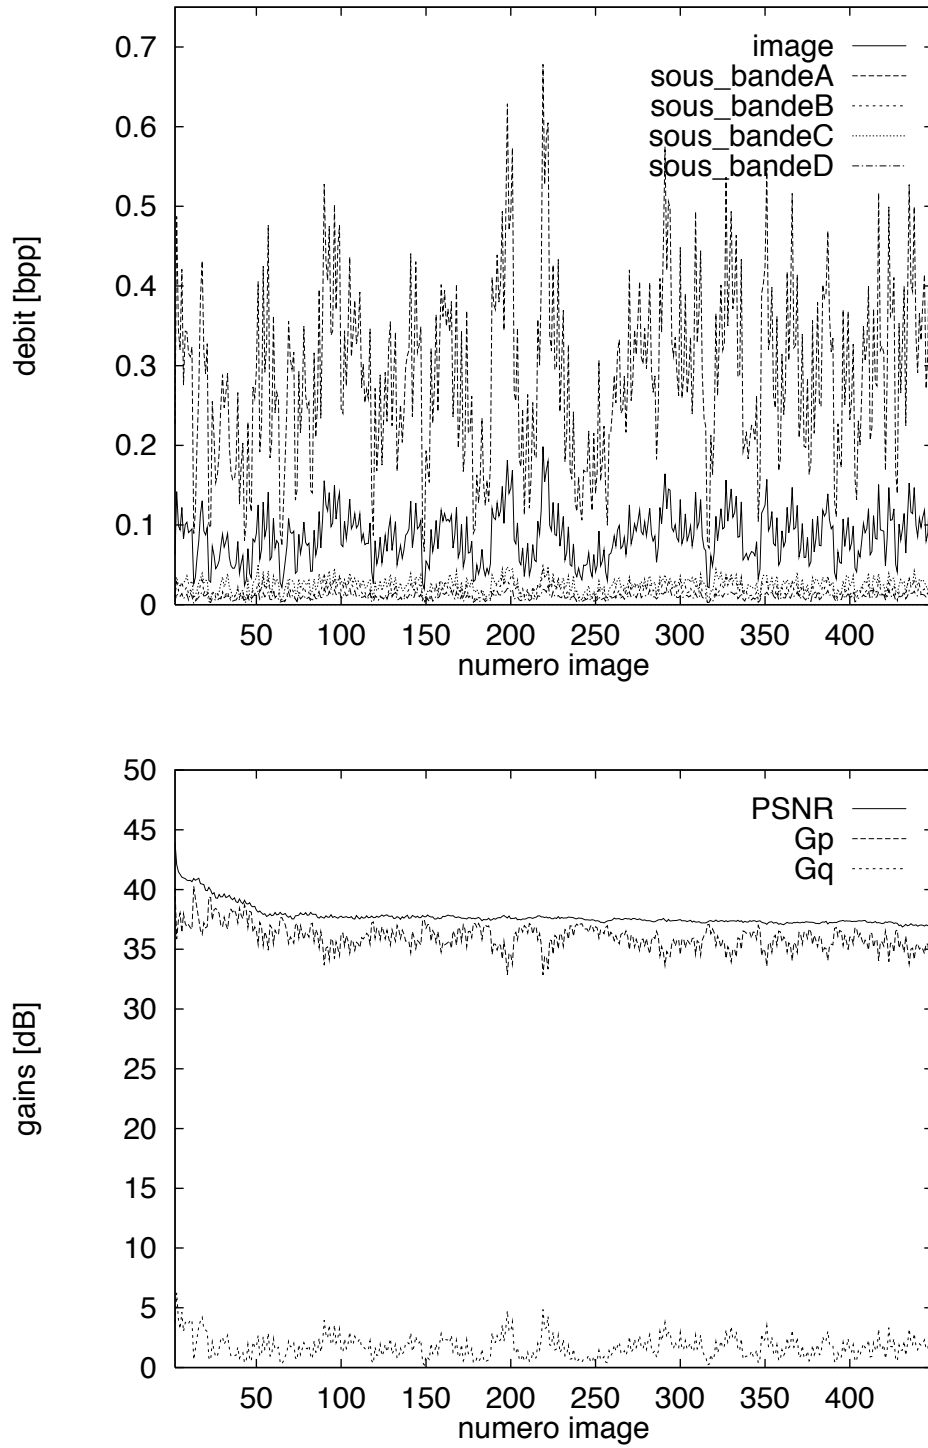 0.7
0.6
0.5
0.4
0.3
0.2
0.1
0
debit [bpp]
image
sous_bandeA
sous_bandeB
sous_bandeC
sous_bandeD
50 100 150 200 250 300 350 400
numero image
50
45
40
35
30
25
20
15
10
5
0
gains [dB]
PSNR
Gp
Gq
50 100 150 200 250 300 350 400
numero image